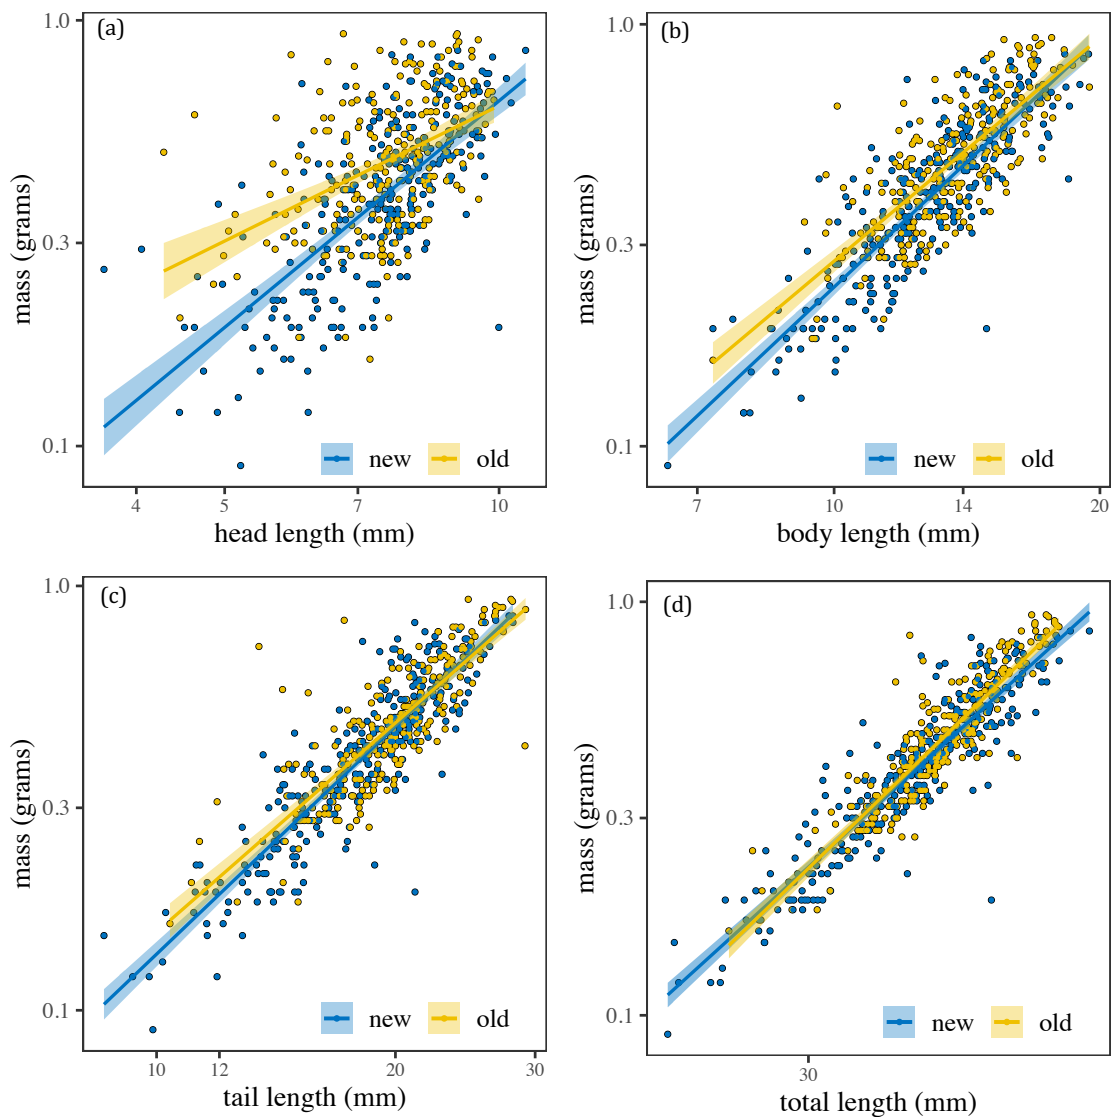 (a)
1.0
0.3
0.1
mass (grams)
new old
4 5 7 10
head length (mm)
(b)
1.0
0.3
0.1
mass (grams)
new old
7 10 14 20
body length (mm)
(c)
1.0
0.3
0.1
mass (grams)
new old
10 12 20 30
tail length (mm)
(d)
1.0
0.3
0.1
mass (grams)
new old
30
total length (mm)